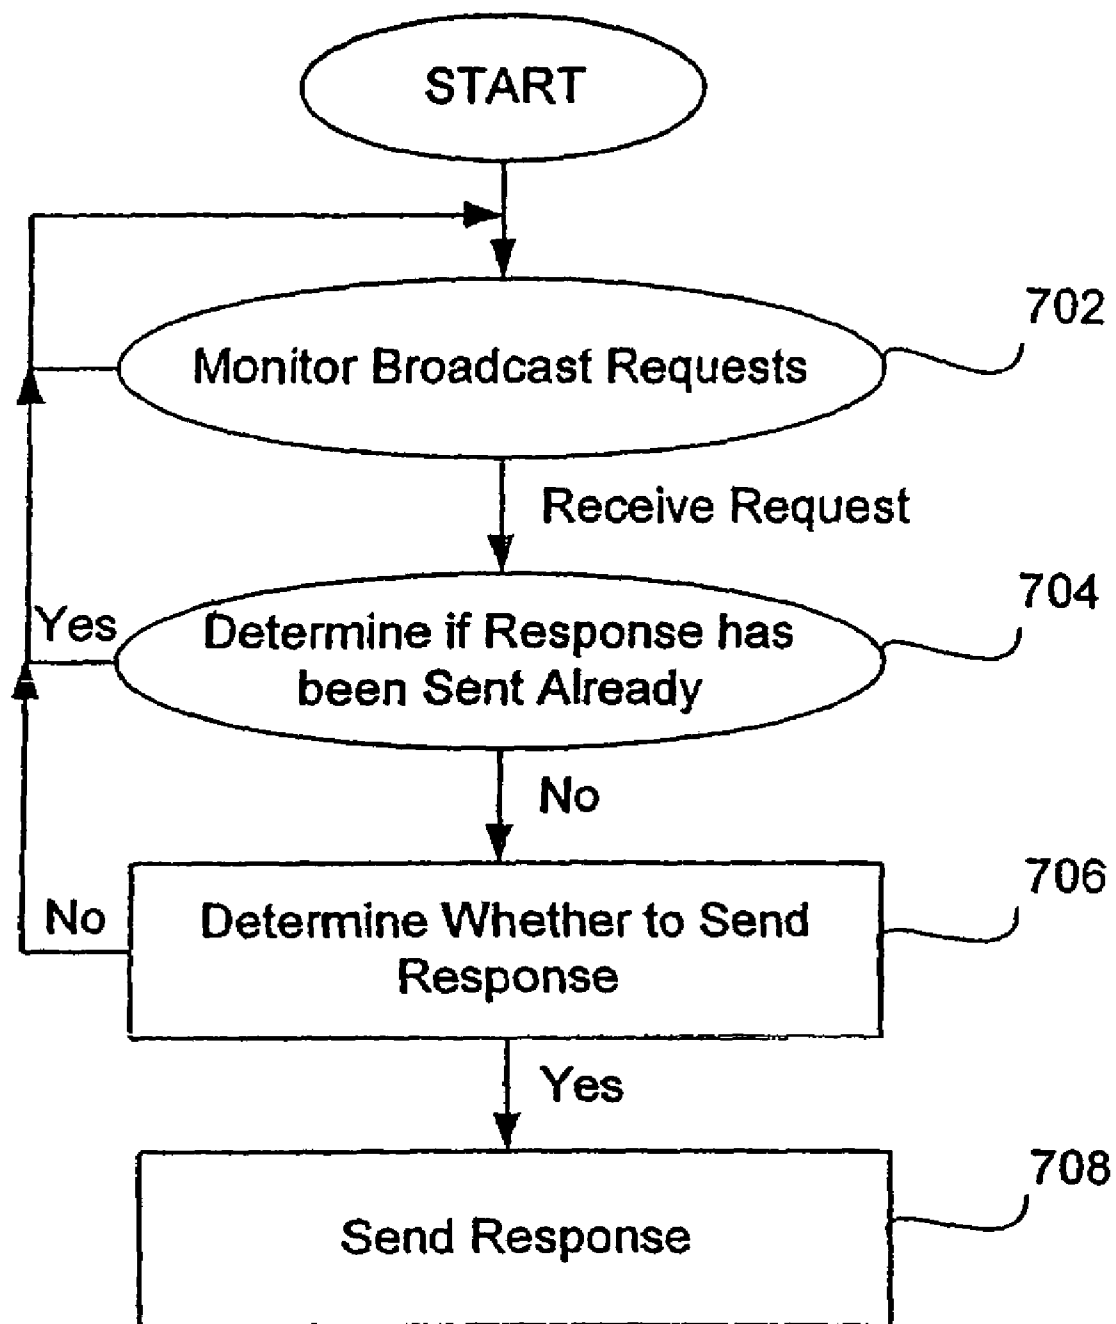 START
702
Monitor Broadcast Requests
Receive Request
704
Yes
Determine if Response has
been Sent Already
No
706
No
Determine Whether to Send
Response
Yes
708
Send Response